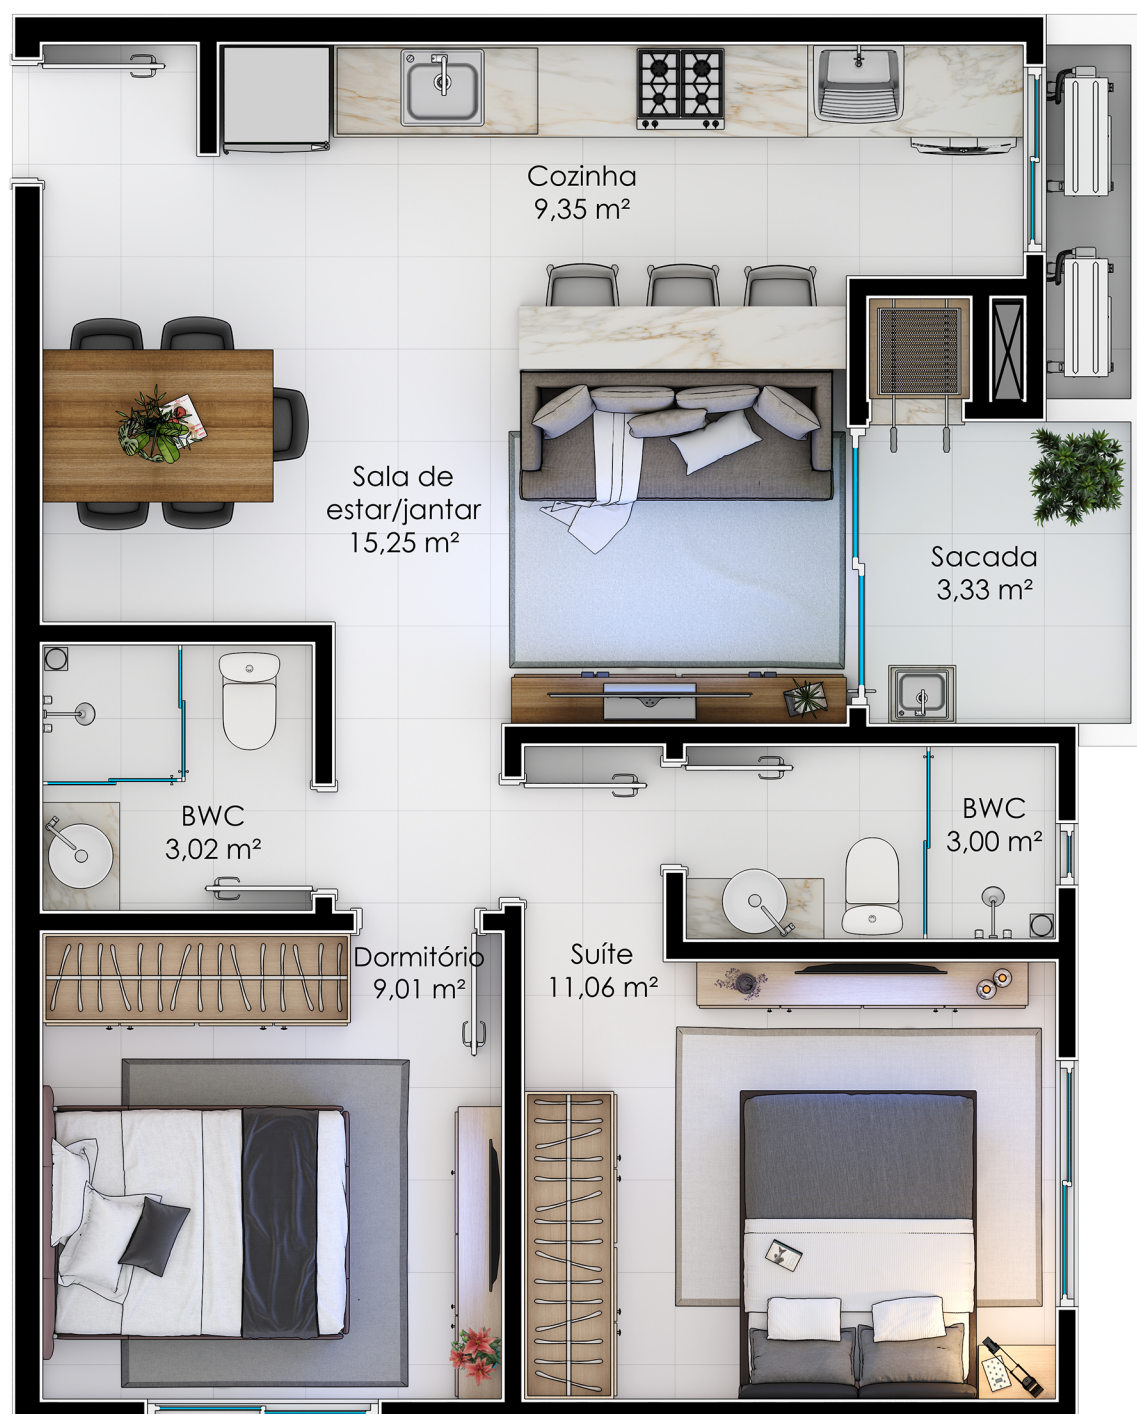 Cozinha
9,35 m²
Sala de
estar/jantar
15,25 m²
Sacada
3,33 m²
BWC
3,02 m²
BWC
3,00 m²
Dormitório
9,01 m²
Suíte
11,06 m²